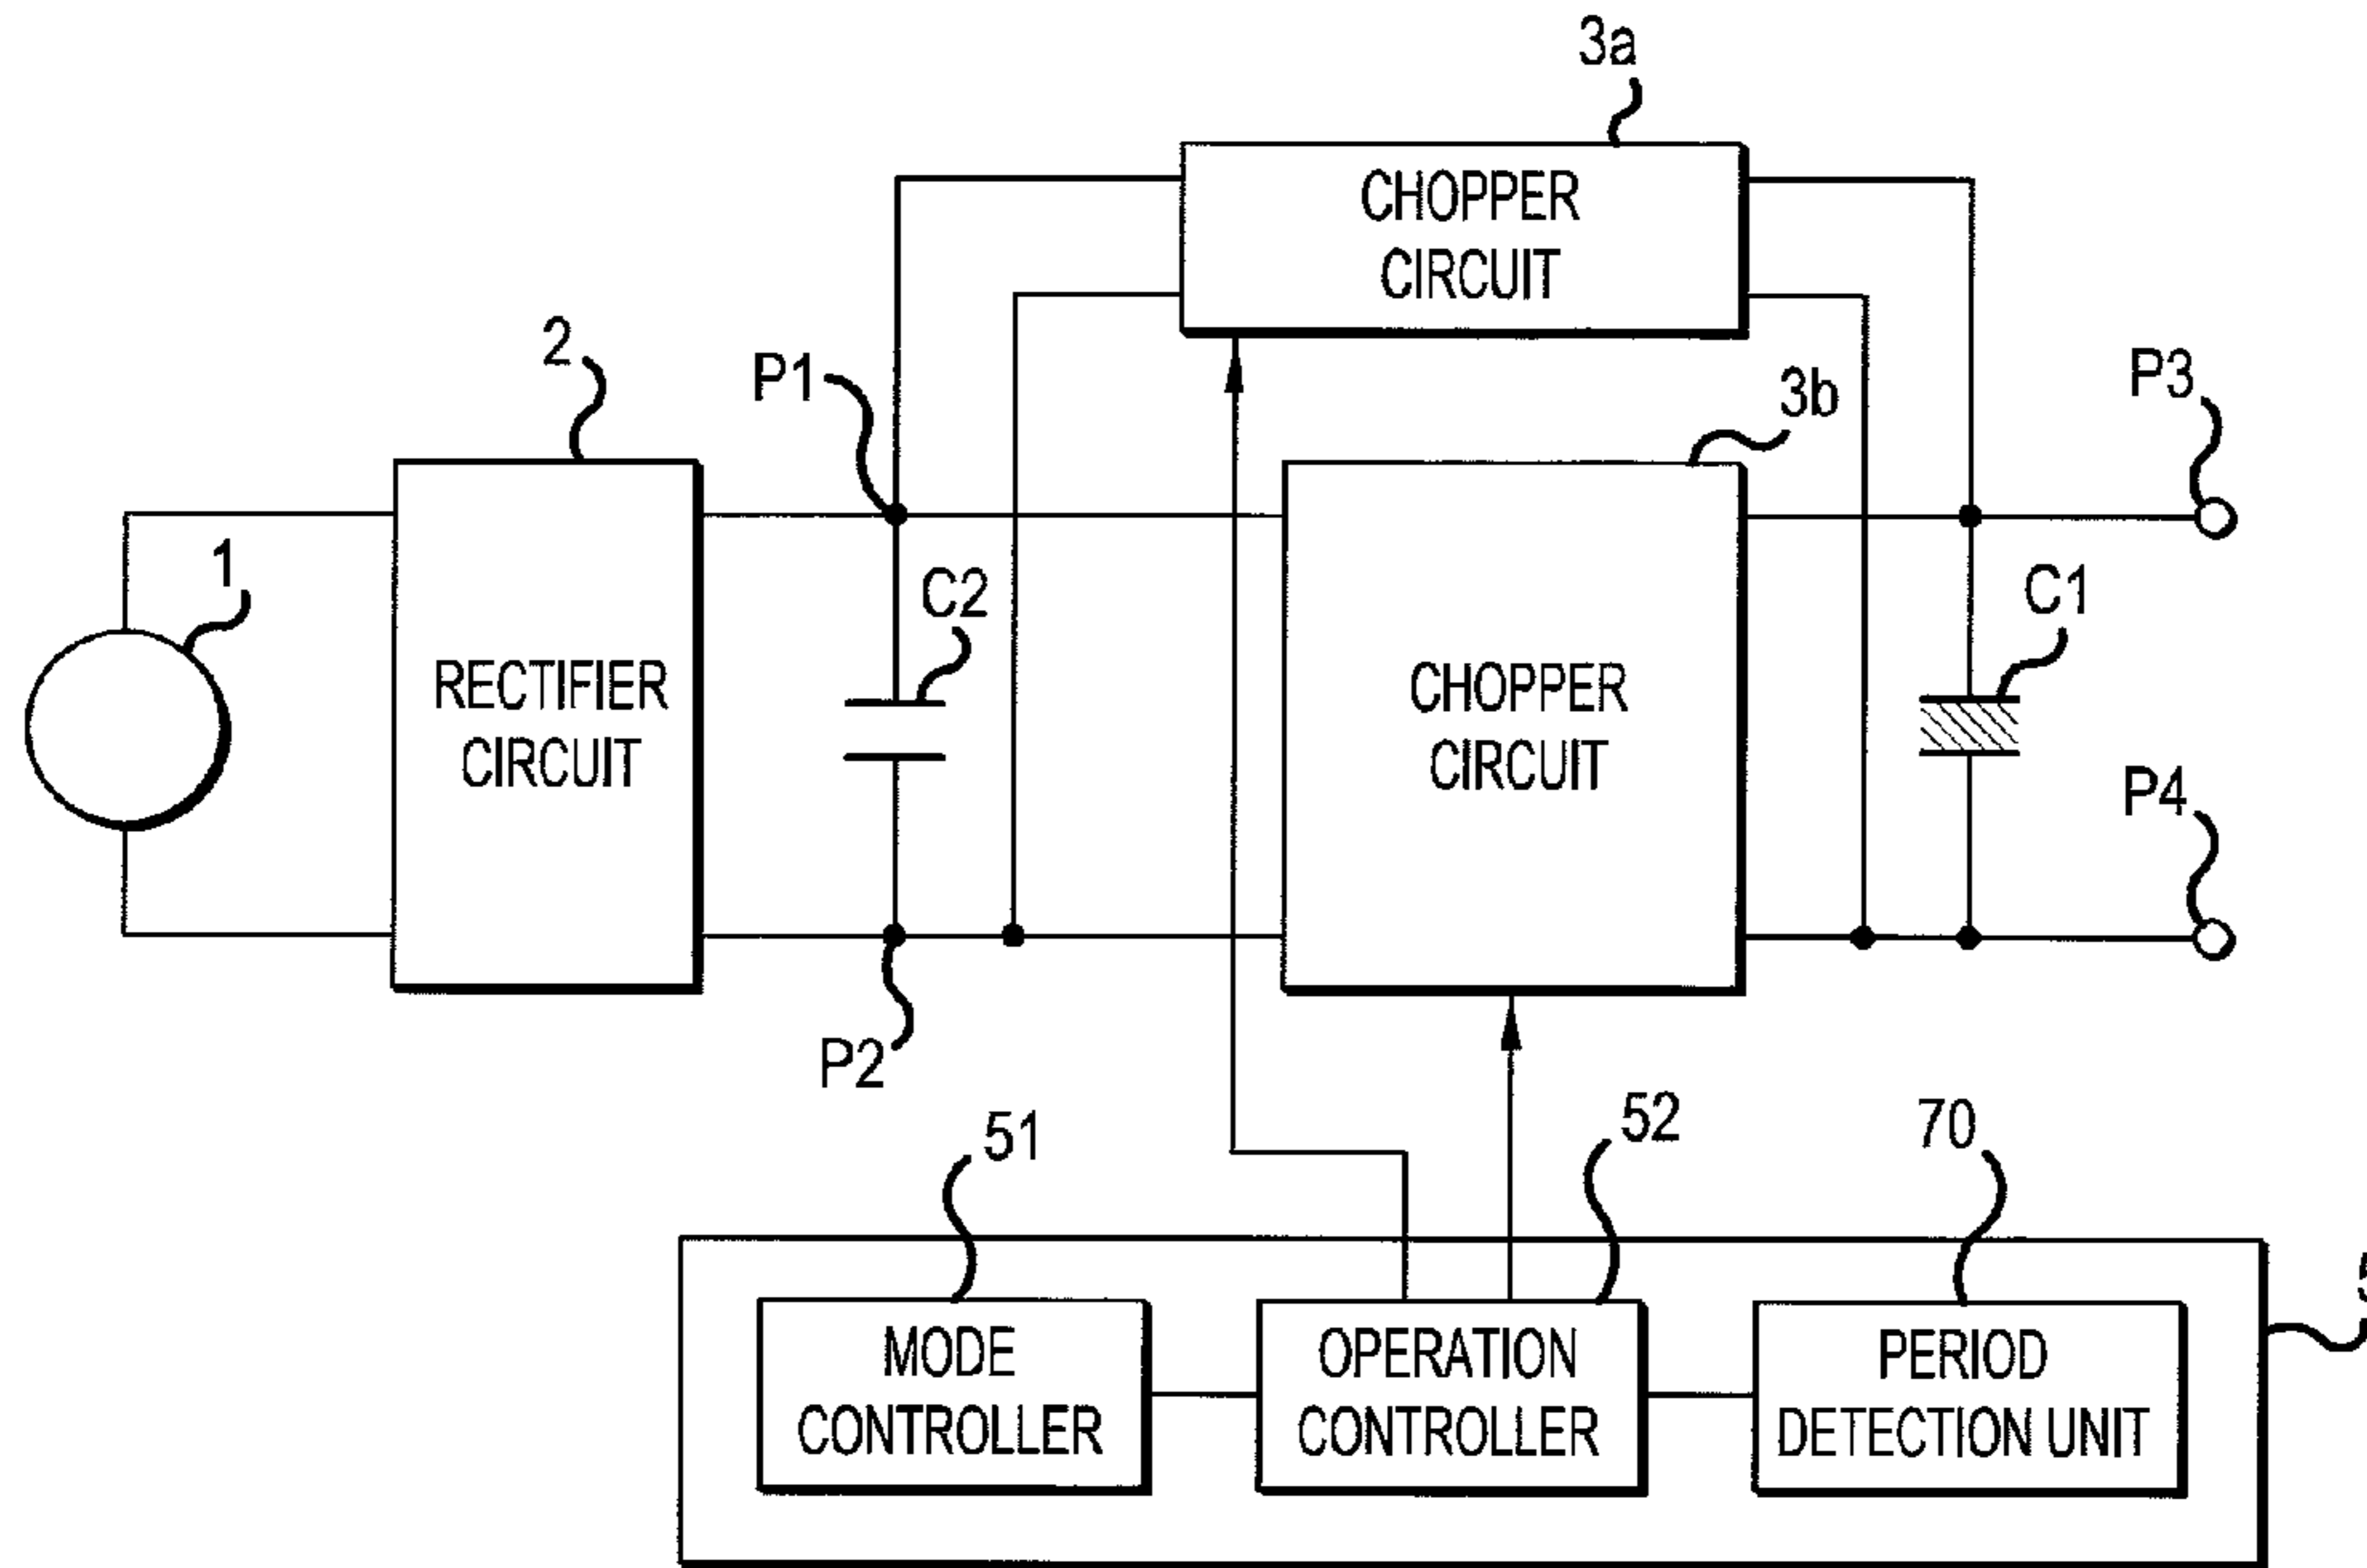 3a
CHOPPER
CIRCUIT
2
P1
3b
P3
1
C2
C1
RECTIFIER
CIRCUIT
CHOPPER
CIRCUIT
P4
P2
51
52
70
5
MODE
CONTROLLER
OPERATION
CONTROLLER
PERIOD
DETECTION UNIT